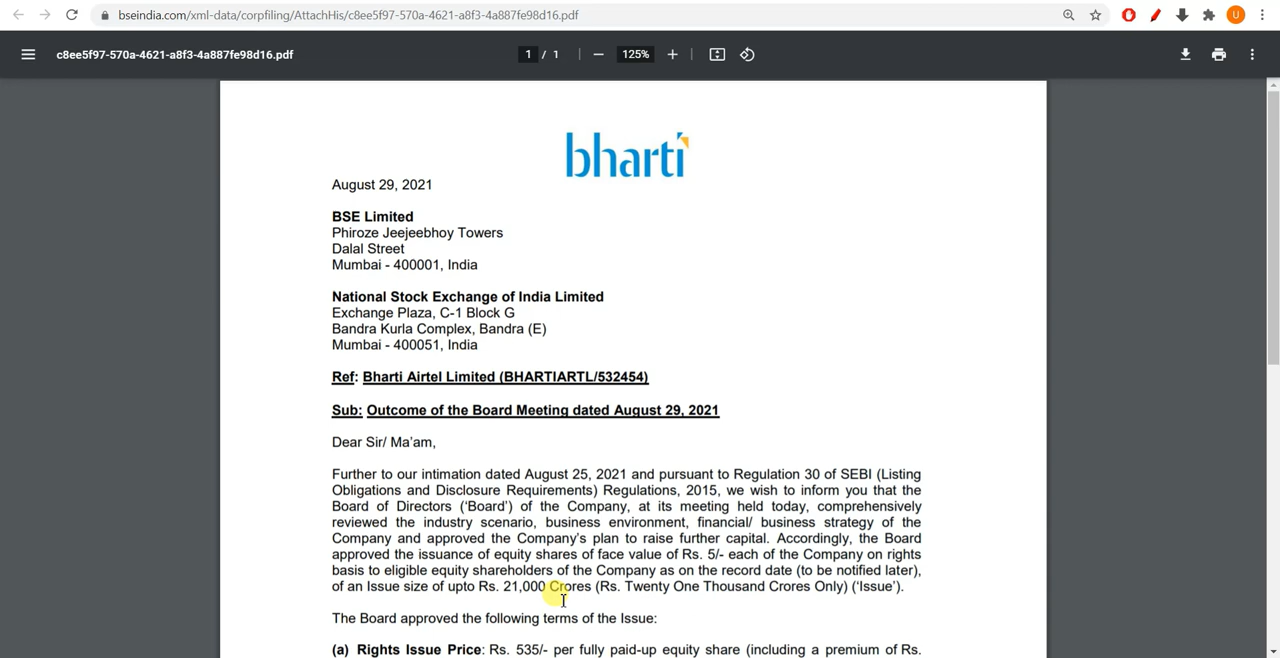 bseindia.com/xml-data/corpfiling/AttachHis/c8ee5f97-570a-4621-a8f3-4a887fe98d16.pdf
U
c8ee5f97-570a-4621-a8f3-4a887fe98d16.pdf
1 / 1
125%
bharti
August 29, 2021
BSE Limited
Phiroze Jeejeebhoy Towers
Dalal Street
Mumbai - 400001, India
National Stock Exchange of India Limited
Exchange Plaza, C-1 Block G
Bandra Kurla Complex, Bandra (E)
Mumbai - 400051, India
Ref: Bharti Airtel Limited (BHARTIARTL/532454)
Sub: Outcome of the Board Meeting dated August 29, 2021
Dear Sir/ Ma'am,
Further to our intimation dated August 25, 2021 and pursuant to Regulation 30 of SEBI (Listing
Obligations and Disclosure Requirements) Regulations, 2015, we wish to inform you that the
Board of Directors ('Board') of the Company, at its meeting held today, comprehensively
reviewed the industry scenario, business environment, financial/ business strategy of the
Company and approved the Company's plan to raise further capital. Accordingly, the Board
approved the issuance of equity shares of face value of Rs. 5/- each of the Company on rights
basis to eligible equity shareholders of the Company as on the record date (to be notified later),
of an Issue size of upto Rs. 21,000 Crores (Rs. Twenty One Thousand Crores Only) ('Issue').
The Board approved the following terms of the Issue:
(a) Rights Issue Price: Rs. 535/- per fully paid-up equity share (including a premium of Rs.